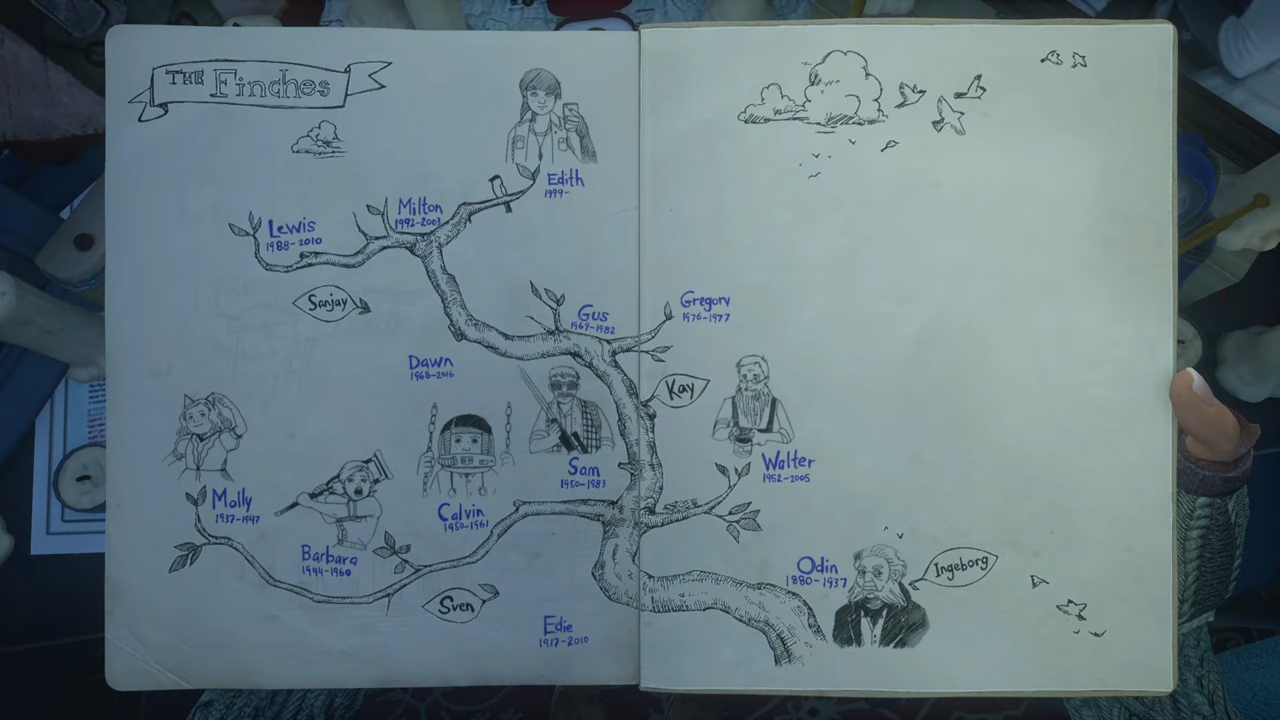 THE Finches
Edith
1999-
Milton
1992-2003
Lewis
1988-2010
Sanjay
Gregory
1976-1977
Gus
1969-1982
Dawn
1968-2016
Kay
Sam
1950-1983
Walter
1952-2005
Calvin
1950-1961
Molly
1937-1947
Barbara
1944-1960
Odin
1880-1937
Ingeborg
Sven
Edie
1917-2010